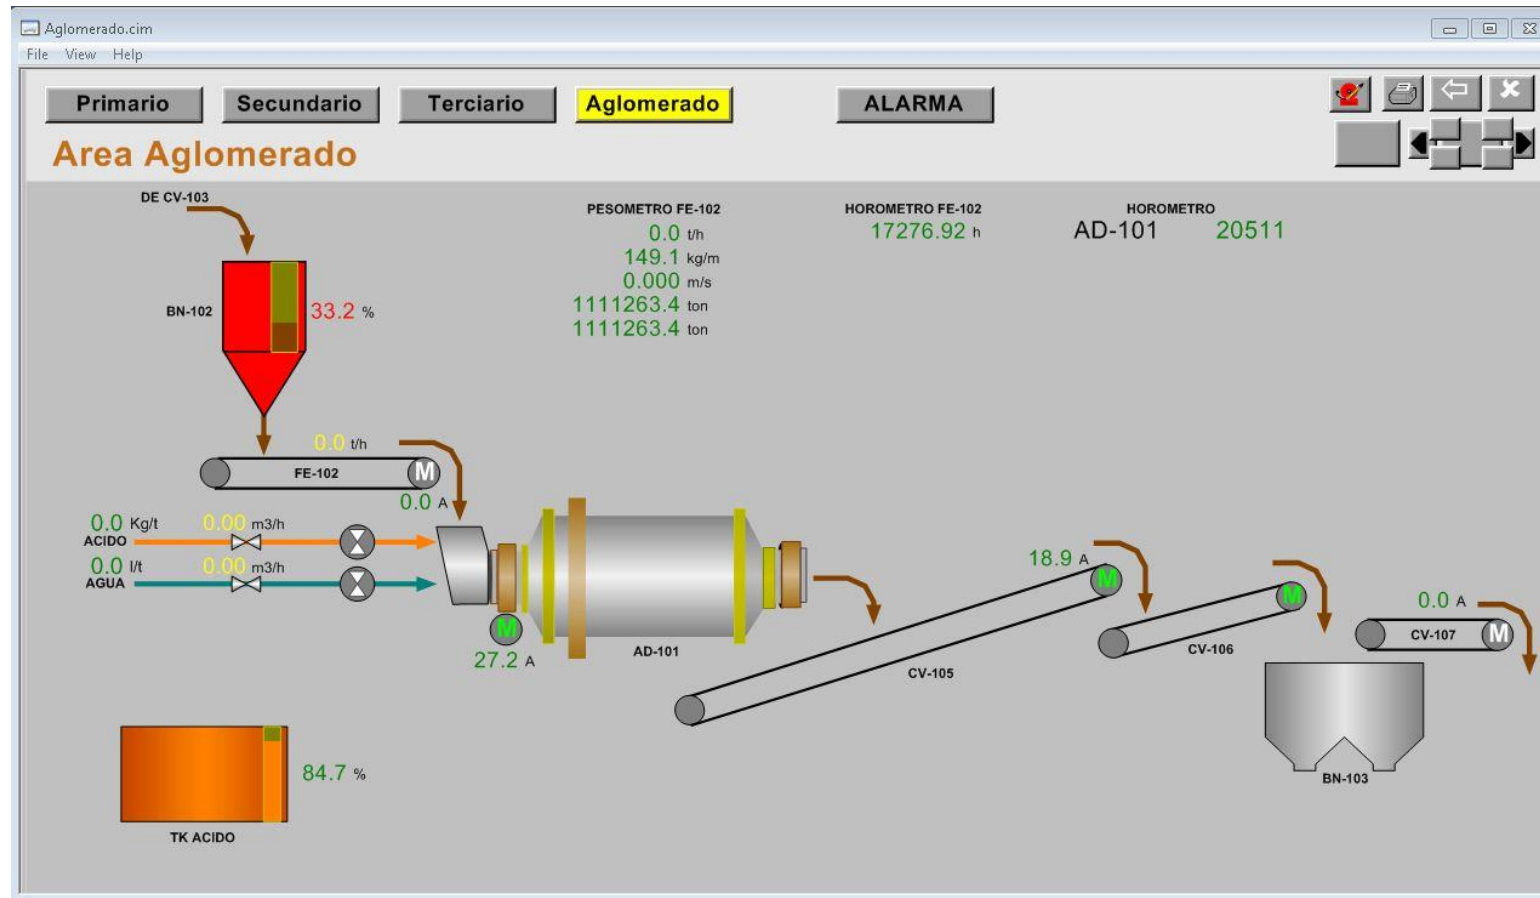 Aglomerado.cim
File View Help
Primario Secundario Terciario Aglomerado ALARMA
Area Aglomerado
DE CV-103
PESOMETRO FE-102
0.0 t/h
149.1 kg/m
0.000 m/s
1111263.4 ton
1111263.4 ton
HOROMETRO FE-102
17276.92 h
HOROMETRO
AD-101 20511
BN-102 33.2 %
0.0 t/h
FE-102 M
0.0 A
0.0 Kg/t 0.00 m3/h
ACIDO
0.0 l/t 0.00 m3/h
AGUA
M
27.2 A
AD-101
18.9 A
M
CV-105
M
CV-106
0.0 A
CV-107 M
BN-103
84.7 %
TK ACIDO